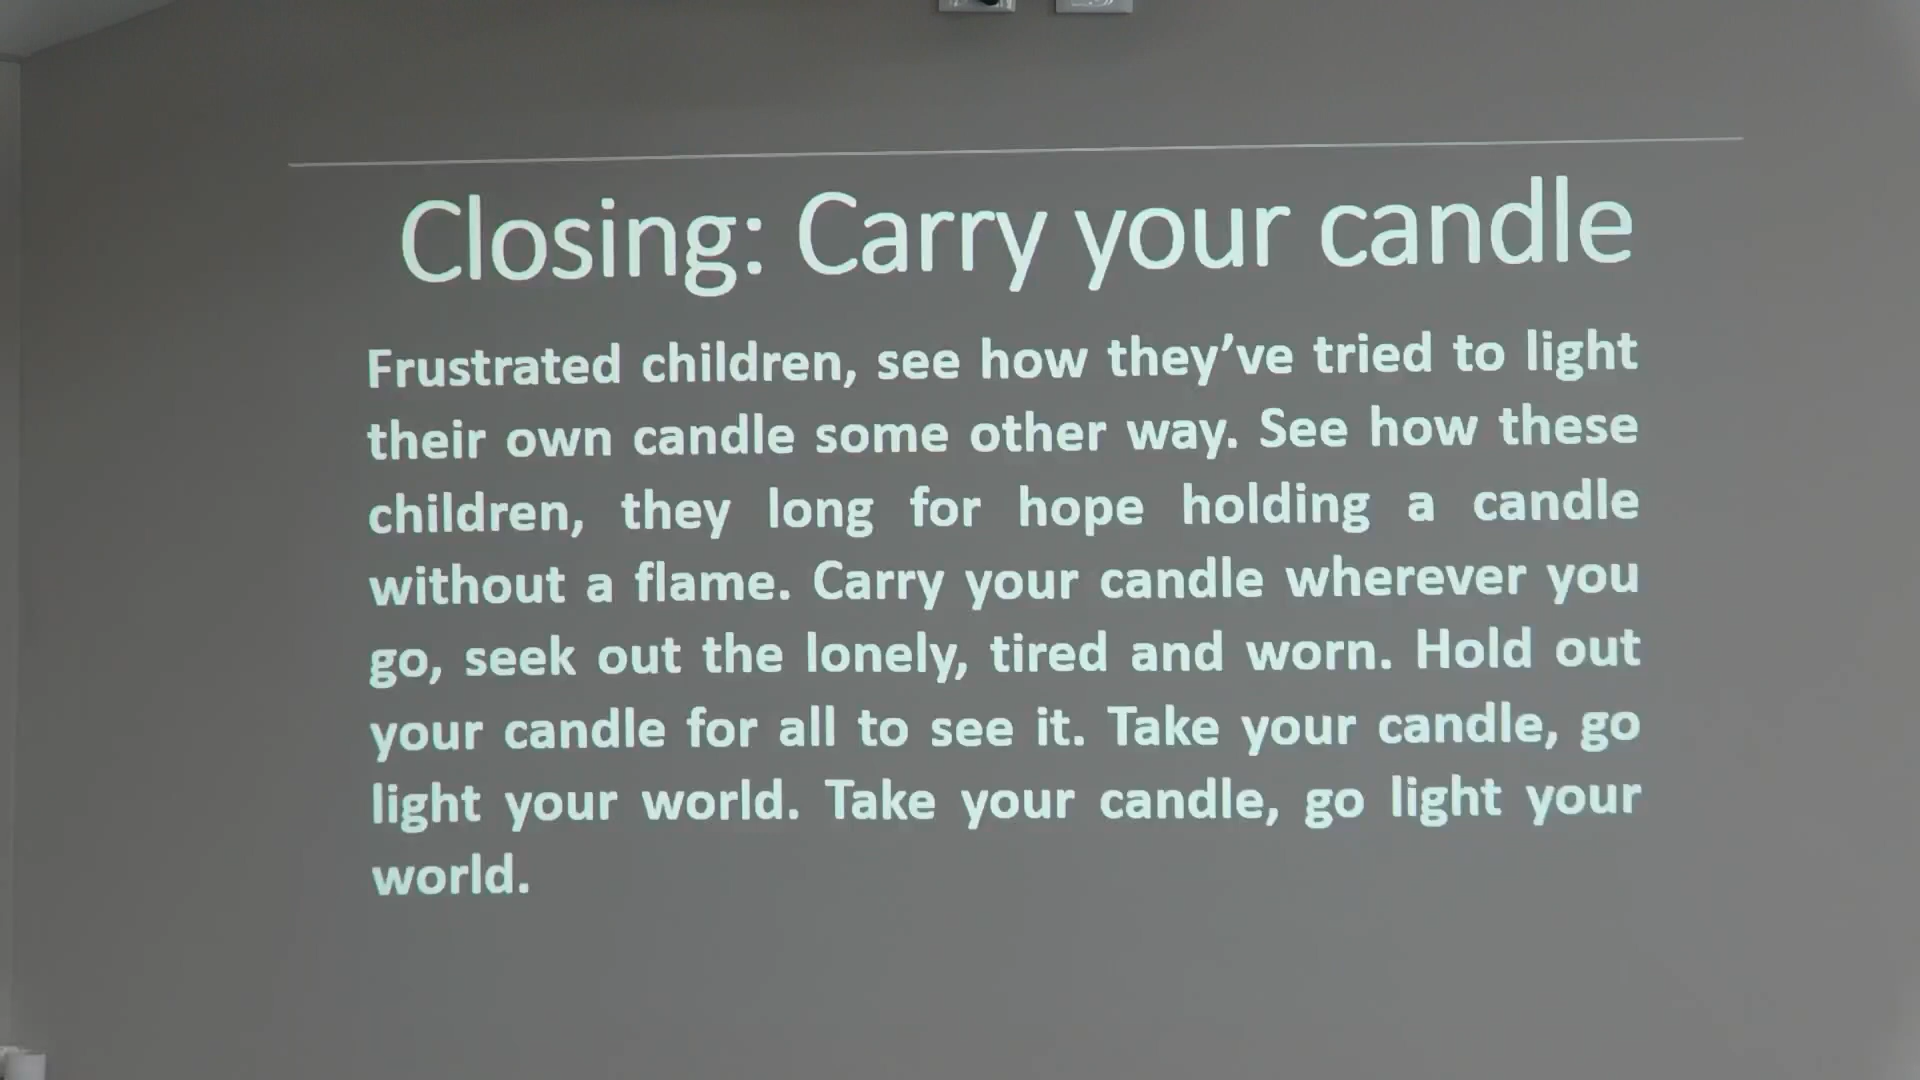 Closing: Carry your candle
Frustrated children, see how they’ve tried to light
their own candle some other way. See how these
children, they long for hope holding a candle
without a flame. Carry your candle wherever you
go, seek out the lonely, tired and worn. Hold out
your candle for all to see it. Take your candle, go
light your world. Take your candle, go light your
world.